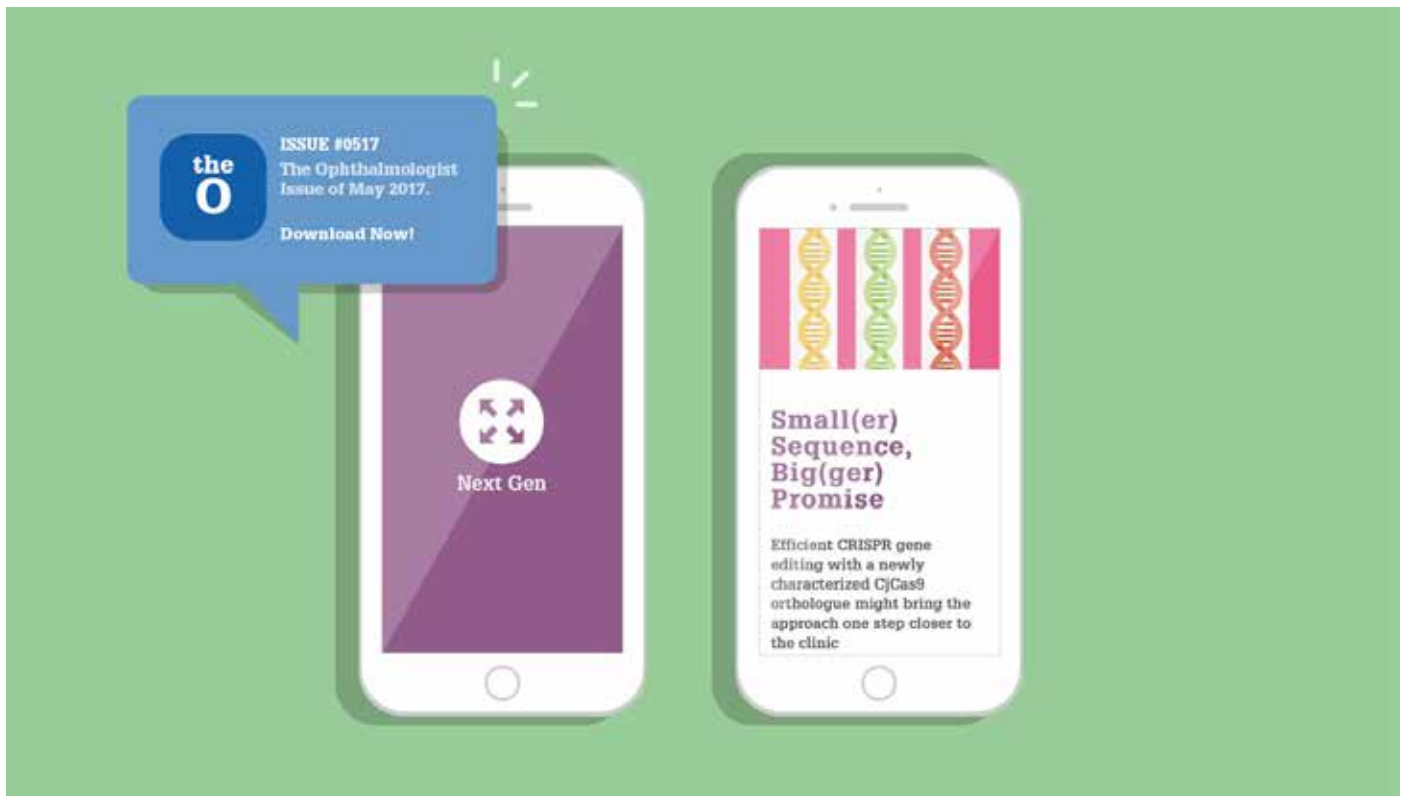 the
O
ISSUE #0517
The Ophthalmologist
Issue of May 2017.
Download Now!
Next Gen
Small(er)
Sequence,
Big(ger)
Promise
Efficient CRISPR gene
editing with a newly
characterized CjCas9
orthologue might bring the
approach one step closer to
the clinic